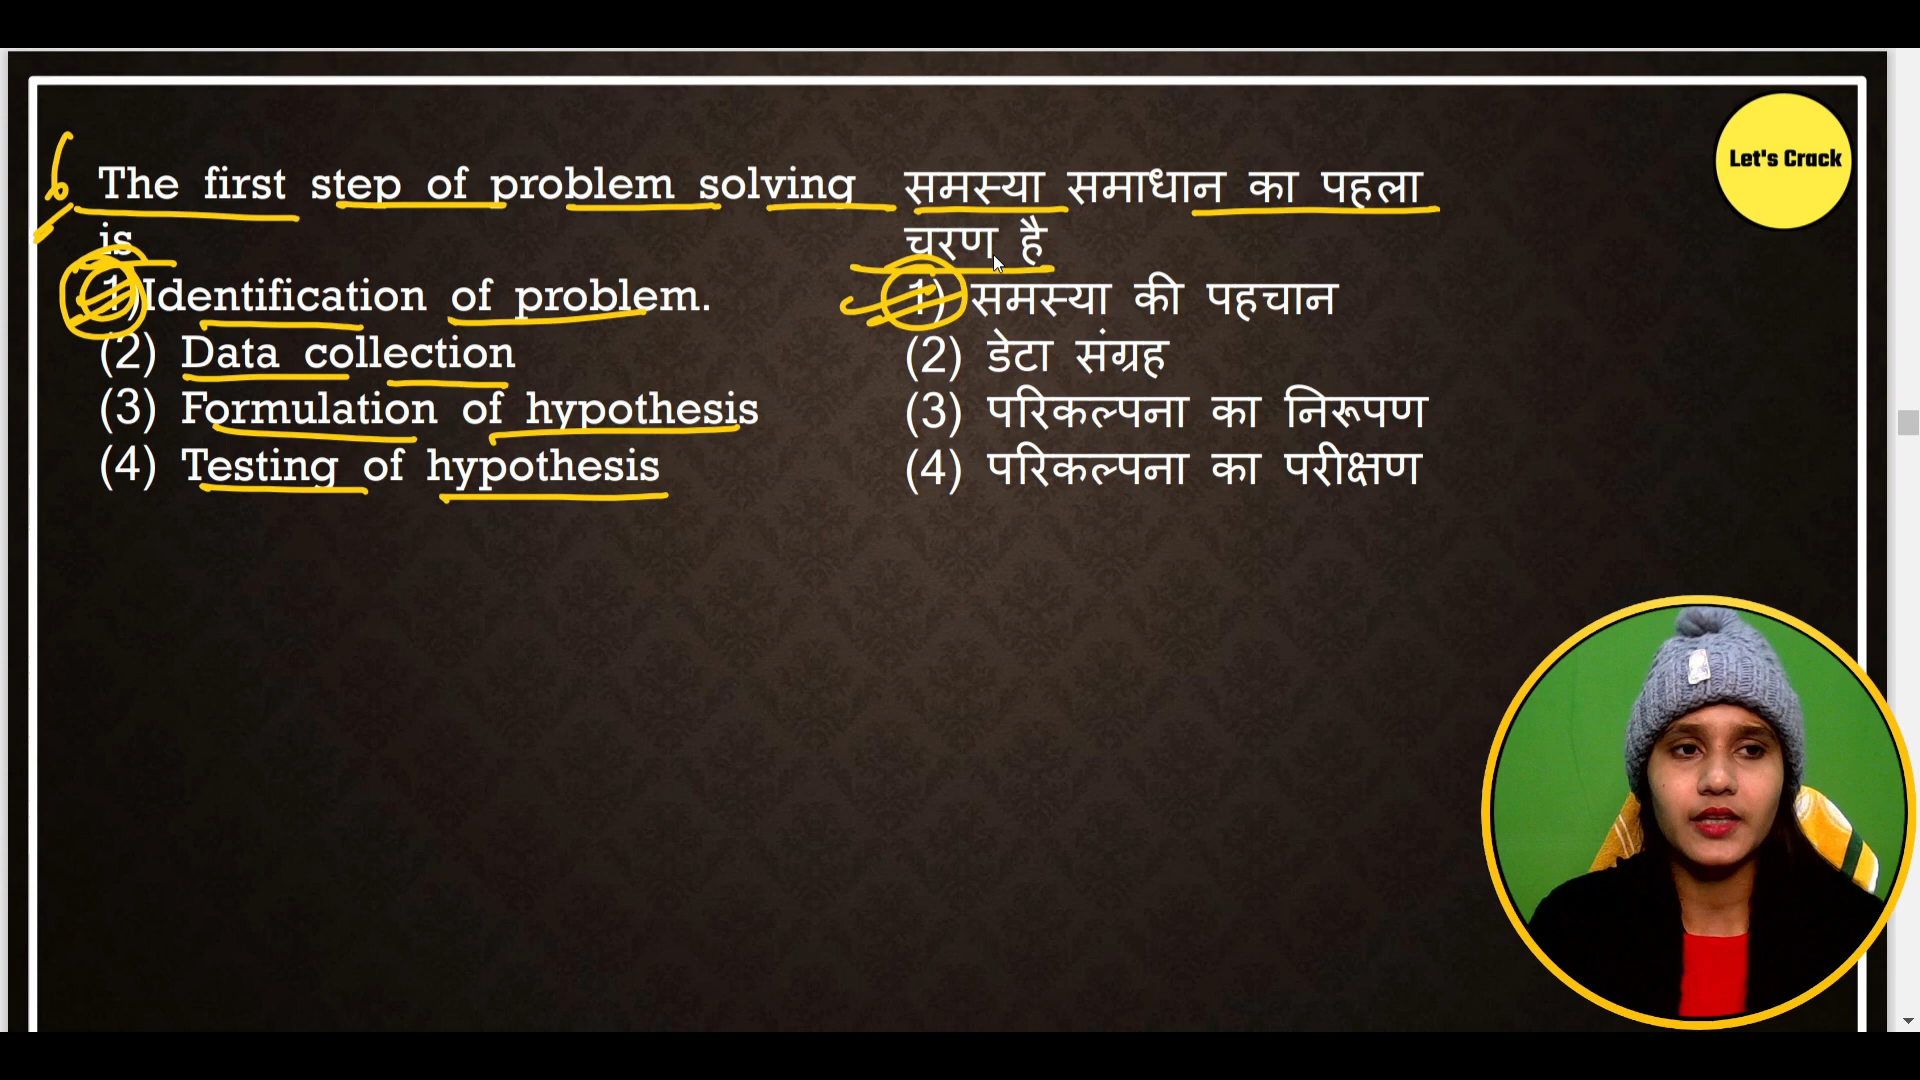 Let's Crack
6
The first step of problem solving
is
1)Identification of problem.
(2) Data collection
(3) Formulation of hypothesis
(4) Testing of hypothesis
समस्या समाधान का पहला
चरण है
1) समस्या की पहचान
(2) डेटा संग्रह
(3) परिकल्पना का निरूपण
(4) परिकल्पना का परीक्षण